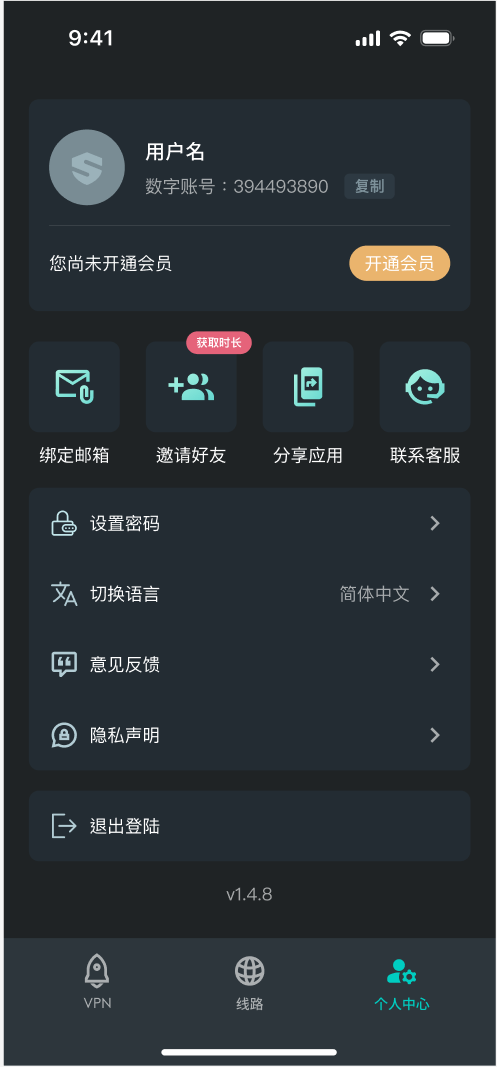 9:41
用户名
数字账号：394493890 复制
您尚未开通会员 开通会员
获取时长
绑定邮箱 邀请好友 分享应用 联系客服
设置密码
切换语言 简体中文
意见反馈
隐私声明
退出登陆
v1.4.8
VPN 线路 个人中心